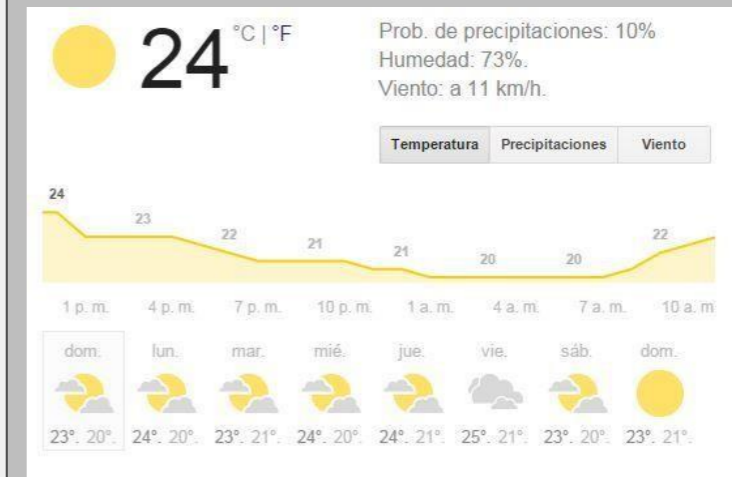 24 °C | °F
Prob. de precipitaciones: 10%
Humedad: 73%.
Viento: a 11 km/h.
Temperatura Precipitaciones Viento
24 23 22 21 21 20 20 22
1 p. m. 4 p. m. 7 p. m. 10 p. m. 1 a. m. 4 a. m. 7 a. m. 10 a. m
dom. lun. mar. mié. jue. vie. sáb. dom.
23°. 20°. 24°. 20°. 23°. 21°. 24°. 20°. 24°. 21°. 25°. 21°. 23°. 20°. 23°. 21°.